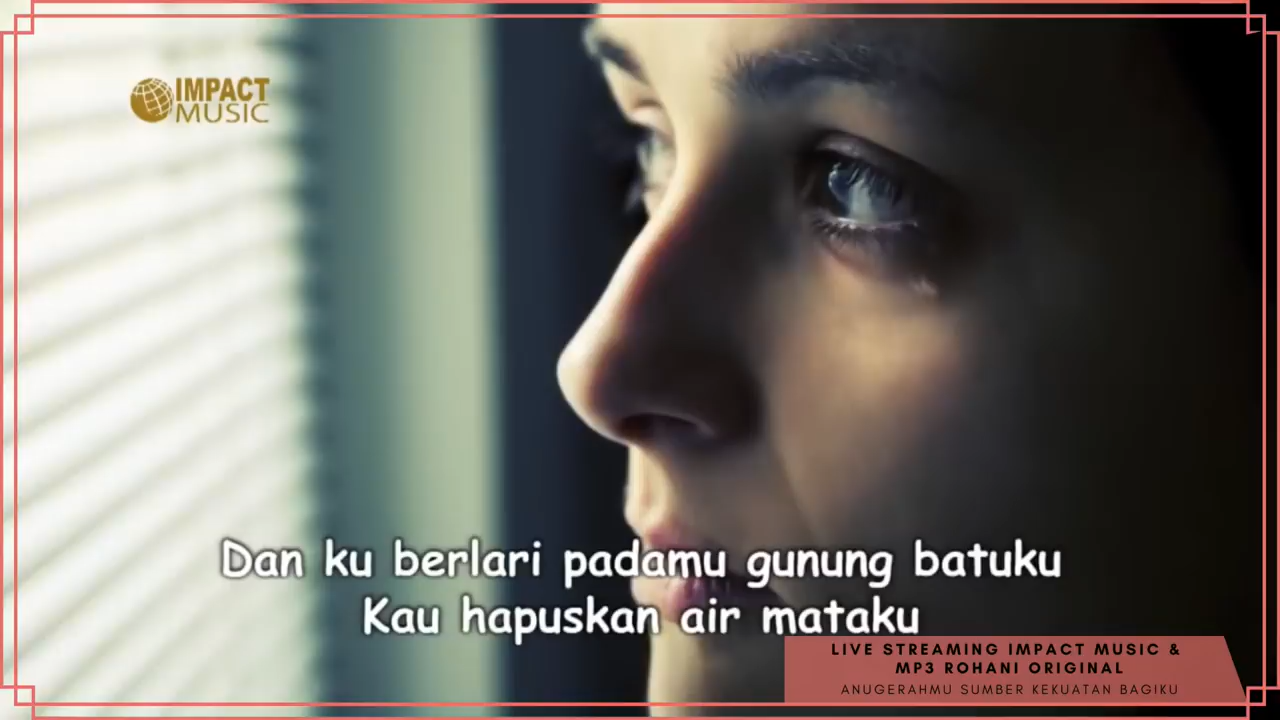 IMPACT
MUSIC
Dan ku berlari padamu gunung batuku
Kau hapuskan air mataku
LIVE STREAMING IMPACT MUSIC &
MP3 ROHANI ORIGINAL
ANUGERAHMU SUMBER KEKUATAN BAGIKU